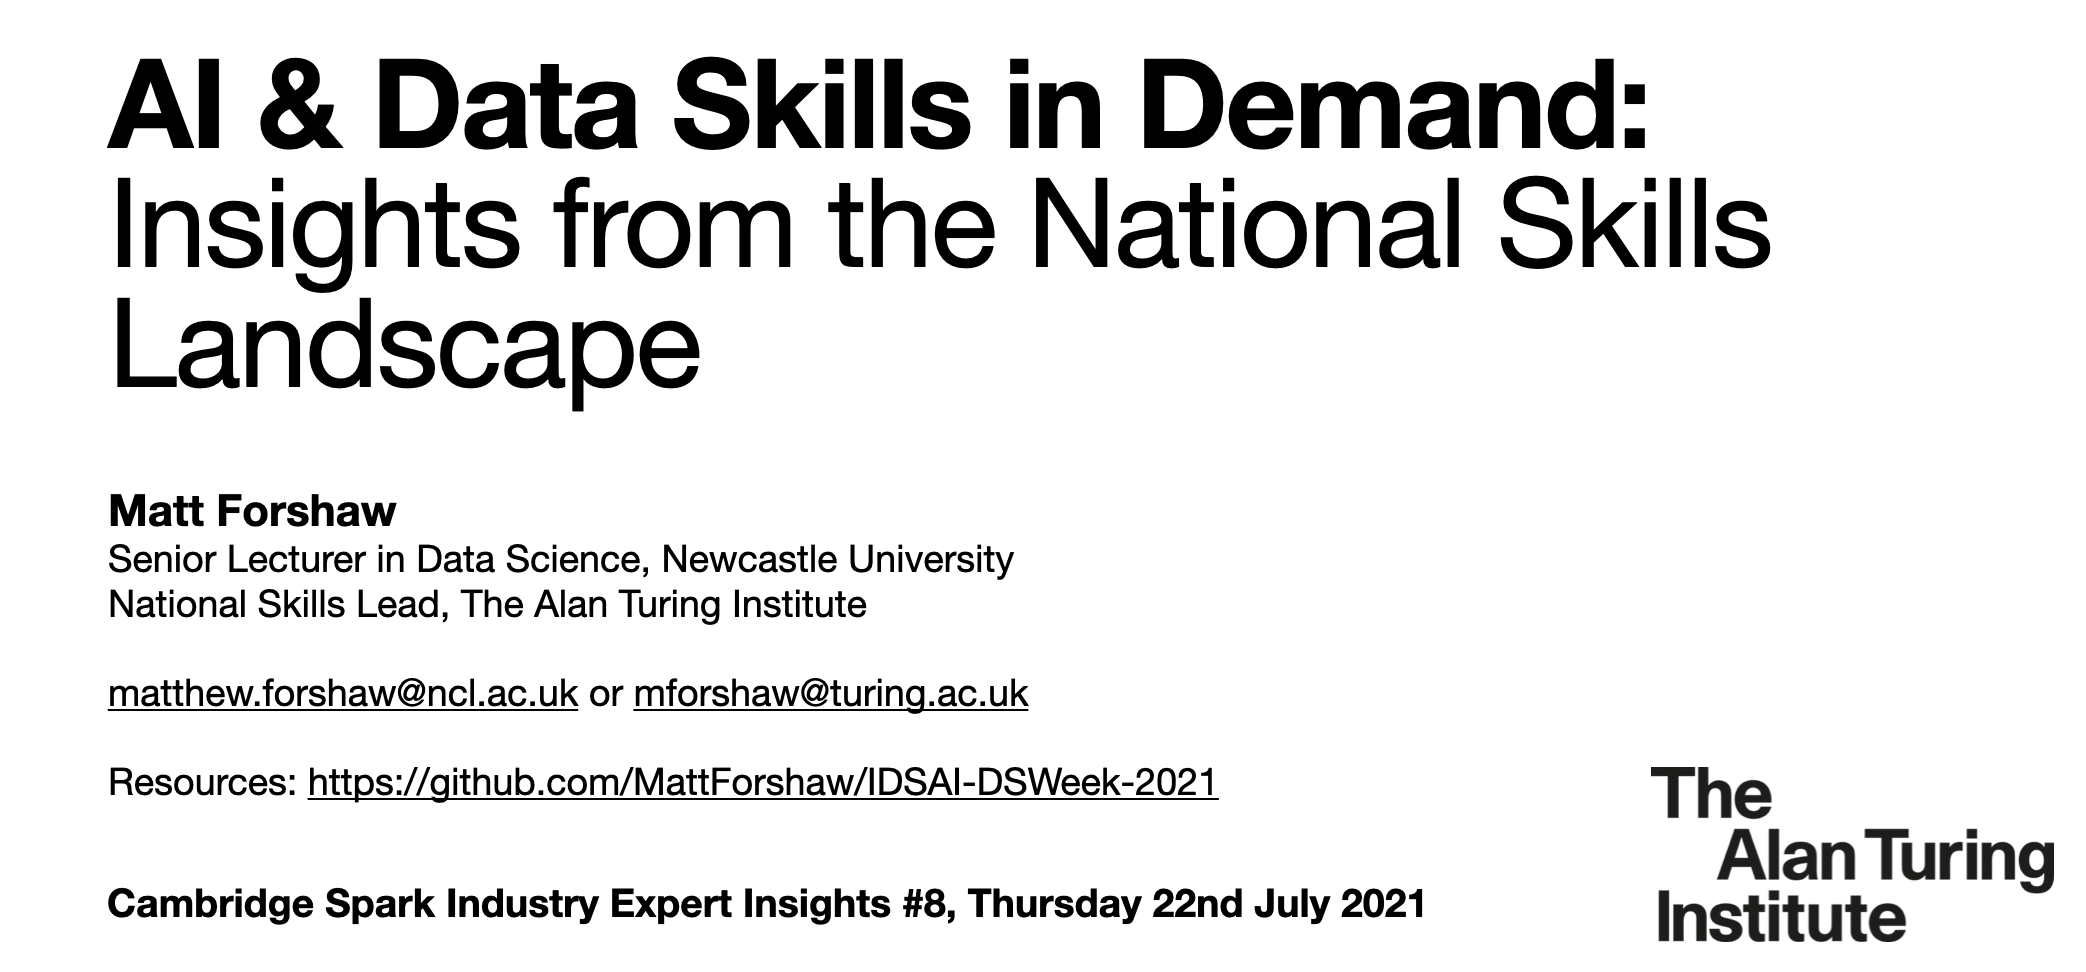 AI & Data Skills in Demand:
Insights from the National Skills
Landscape
Matt Forshaw
Senior Lecturer in Data Science, Newcastle University
National Skills Lead, The Alan Turing Institute
matthew.forshaw@ncl.ac.uk or mforshaw@turing.ac.uk
Resources: https://github.com/MattForshaw/IDSAI-DSWeek-2021
Cambridge Spark Industry Expert Insights #8, Thursday 22nd July 2021
The
Alan Turing
Institute